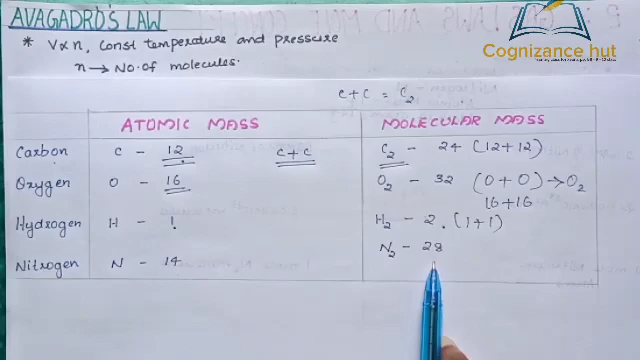 AVAGADRO'S LAW
* V∝n, Const temperature and pressure
n → No. of molecules.
Cognizance hut
C+C = C₂
ATOMIC MASS MOLECULAR MASS
Carbon C - 12 C+C C₂ - 24 (12+12)
Oxygen O - 16 O₂ - 32 (O+O) → O₂
16+16
Hydrogen H - 1 H₂ - 2. (1+1)
N₂ - 28
Nitrogen N - 14